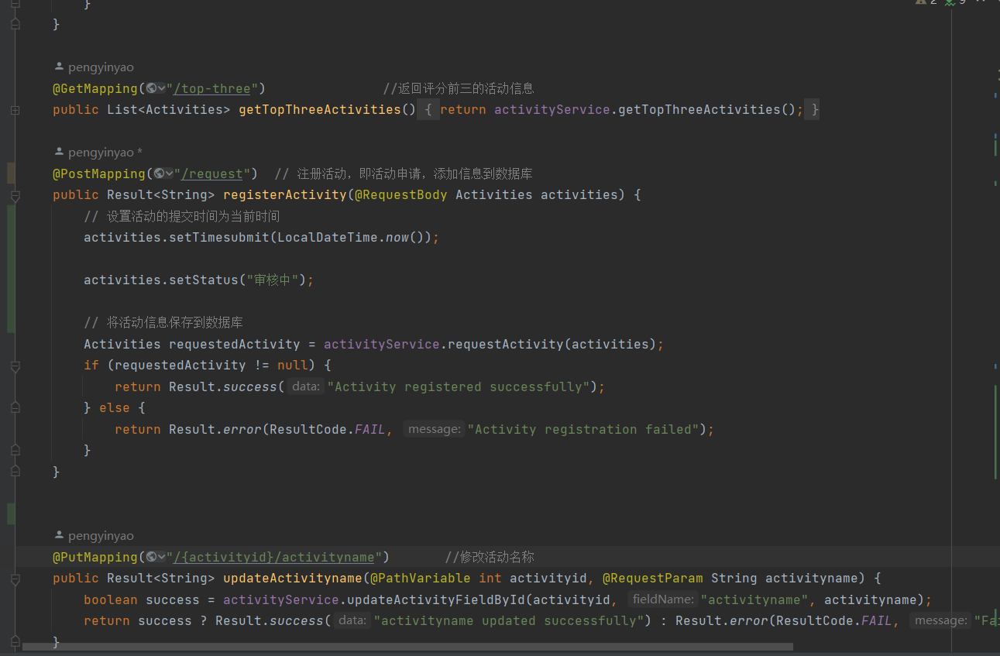 2 9
}
}
pengyinyao
@GetMapping("/top-three") //返回评分前三的活动信息
public List<Activities> getTopThreeActivities() { return activityService.getTopThreeActivities(); }
pengyinyao *
@PostMapping("/request") // 注册活动，即活动申请，添加信息到数据库
public Result<String> registerActivity(@RequestBody Activities activities) {
// 设置活动的提交时间为当前时间
activities.setTimesubmit(LocalDateTime.now());
activities.setStatus("审核中");
// 将活动信息保存到数据库
Activities requestedActivity = activityService.requestActivity(activities);
if (requestedActivity != null) {
return Result.success( data: "Activity registered successfully");
} else {
return Result.error(ResultCode.FAIL, message: "Activity registration failed");
}
}
pengyinyao
@PutMapping("/{activityid}/activityname") //修改活动名称
public Result<String> updateActivityname(@PathVariable int activityid, @RequestParam String activityname) {
boolean success = activityService.updateActivityFieldById(activityid, fieldName: "activityname", activityname);
return success ? Result.success( data: "activityname updated successfully") : Result.error(ResultCode.FAIL, message: "Fai
}